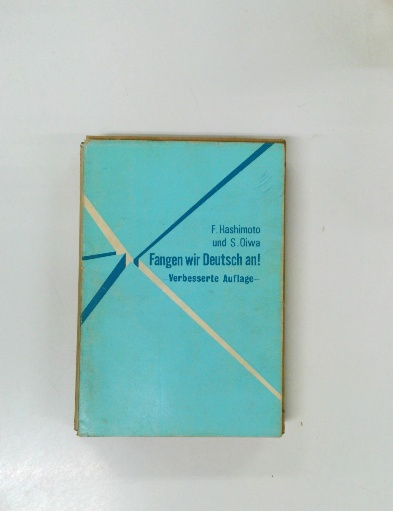 F. Hashimoto
und S. Oiwa
Fangen wir Deutsch an!
Verbesserte Auflage—